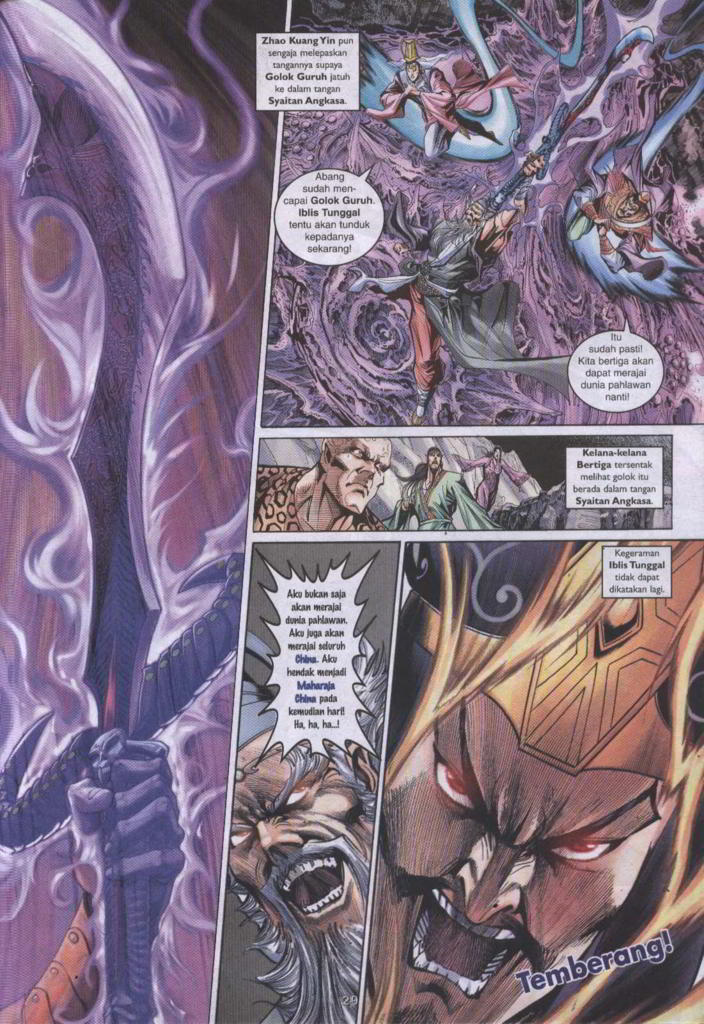 Zhao Kuang Yin pun
sengaja melepaskan
tangannya supaya
Golok Guruh jatuh
ke dalam tangan
Syaitan Angkasa.
Abang
sudah men-
capai Golok Guruh.
Iblis Tunggal
tentu akan tunduk
kepadanya
sekarang!
Itu
sudah pasti!
Kita bertiga akan
dapat merajai
dunia pahlawan
nanti!
Kelana-kelana
Bertiga tersentak
melihat golok itu
berada dalam tangan
Syaitan Angkasa.
Aku bukan saja
akan merajai
dunia pahlawan.
Aku juga akan
merajai seluruh
China. Aku
hendak menjadi
Maharaja
China pada
kemudian hari!
Ha, ha, ha...!
Kegeraman
Iblis Tunggal
tidak dapat
dikatakan lagi.
Temberang!
29